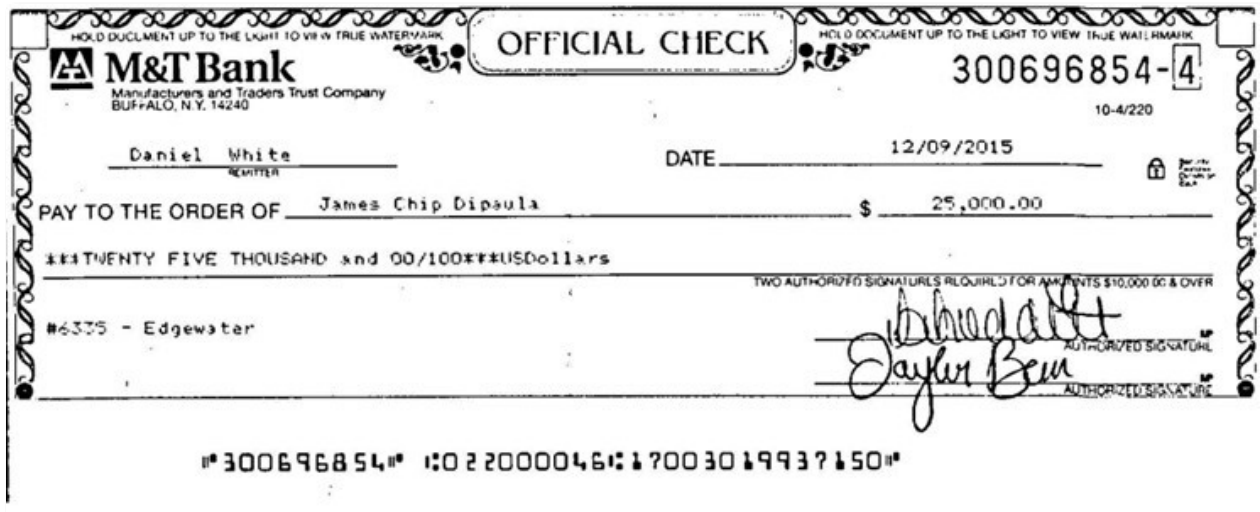 HOLD DOCUMENT UP TO THE LIGHT TO VIEW TRUE WATERMARK
OFFICIAL CHECK
HOLD DOCUMENT UP TO THE LIGHT TO VIEW TRUE WATERMARK
M&T Bank
Manufacturers and Traders Trust Company
BUFFALO, N.Y. 14240
300696854-4
10-4/220
Daniel White
REMITTER
DATE 12/09/2015
PAY TO THE ORDER OF James Chip Dipaula $ 25,000.00
***TWENTY FIVE THOUSAND and 00/100***USDollars
TWO AUTHORIZED SIGNATURES REQUIRED FOR AMOUNTS $10,000.00 & OVER
#6335 - Edgewater
MP
AUTHORIZED SIGNATURE
Taylor
MP
AUTHORIZED SIGNATURE
⑈300696854⑈ ⑆022000046⑆17003019937150⑈